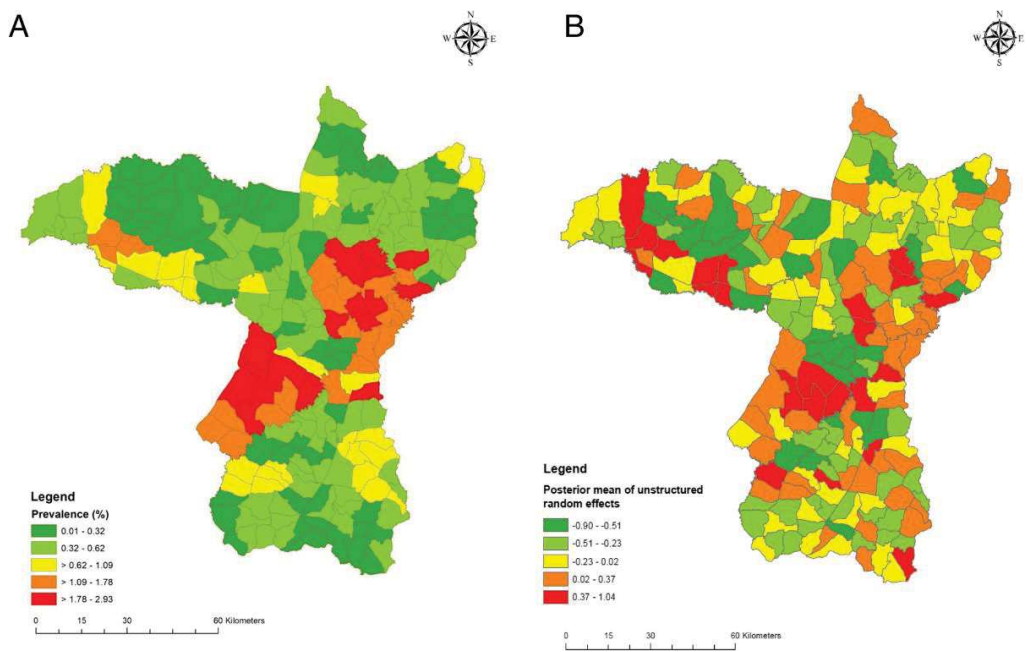 A
N
W E
S
Legend
Prevalence (%)
0.01 - 0.32
0.32 - 0.62
> 0.62 - 1.09
> 1.09 - 1.78
> 1.78 - 2.93
0 15 30 60 Kilometers
B
N
W E
S
Legend
Posterior mean of unstructured
random effects
-0.90 - -0.51
-0.51 - -0.23
-0.23 - 0.02
0.02 - 0.37
0.37 - 1.04
0 15 30 60 Kilometers